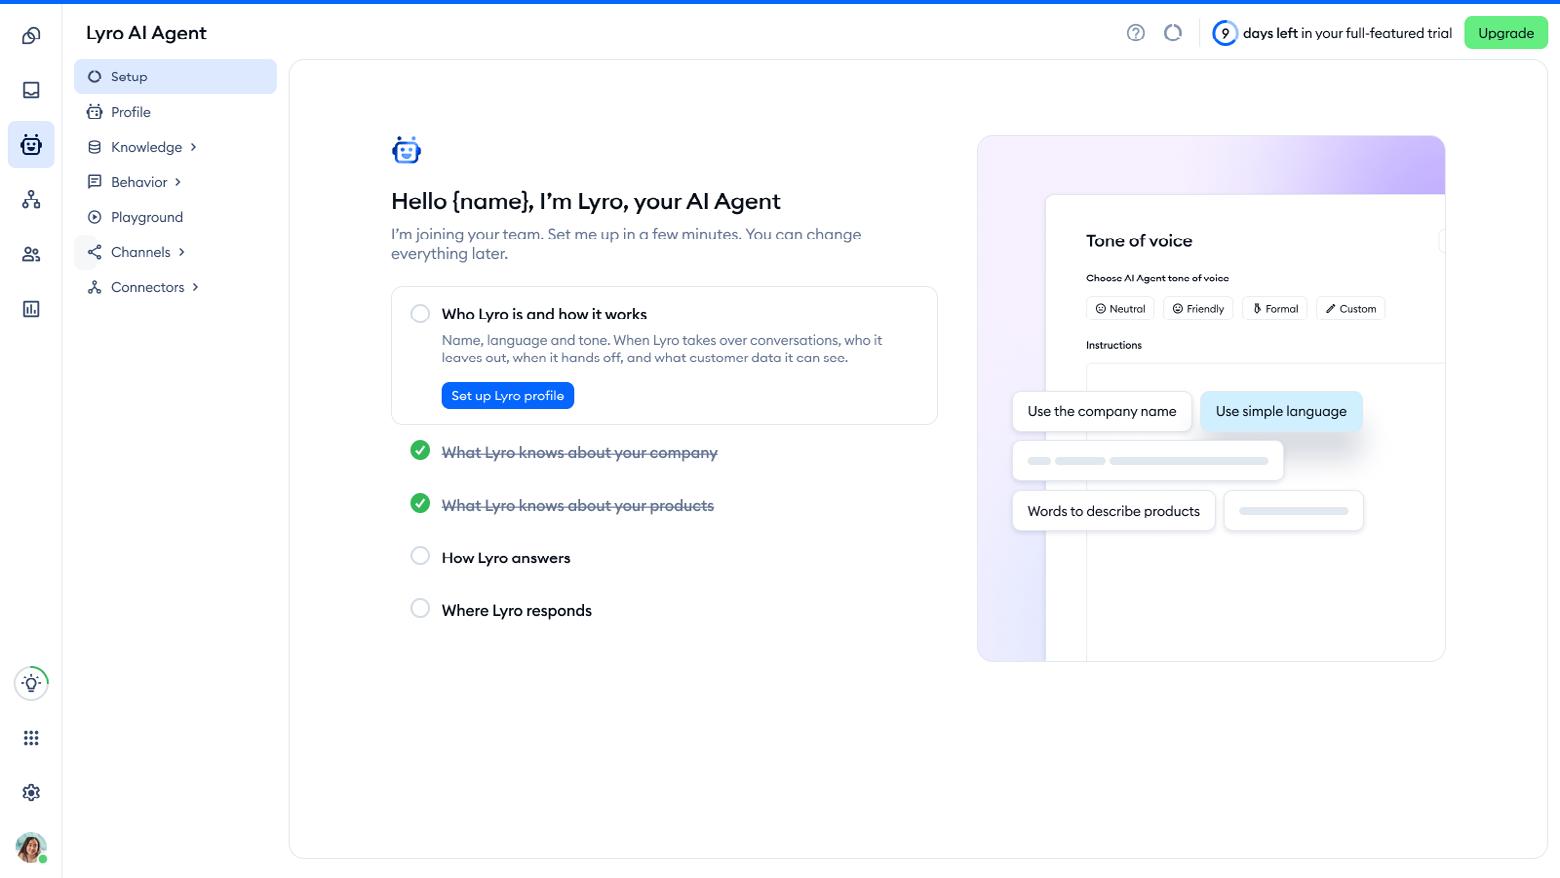 Lyro AI Agent
9 days left in your full-featured trial
Upgrade
Setup
Profile
Knowledge
Behavior
Playground
Channels
Connectors
Hello {name}, I'm Lyro, your AI Agent
I'm joining your team. Set me up in a few minutes. You can change
everything later.
Who Lyro is and how it works
Name, language and tone. When Lyro takes over conversations, who it
leaves out, when it hands off, and what customer data it can see.
Set up Lyro profile
What Lyro knows about your company
What Lyro knows about your products
How Lyro answers
Where Lyro responds
Tone of voice
Choose AI Agent tone of voice
Neutral
Friendly
Formal
Custom
Instructions
Use the company name
Use simple language
Words to describe products